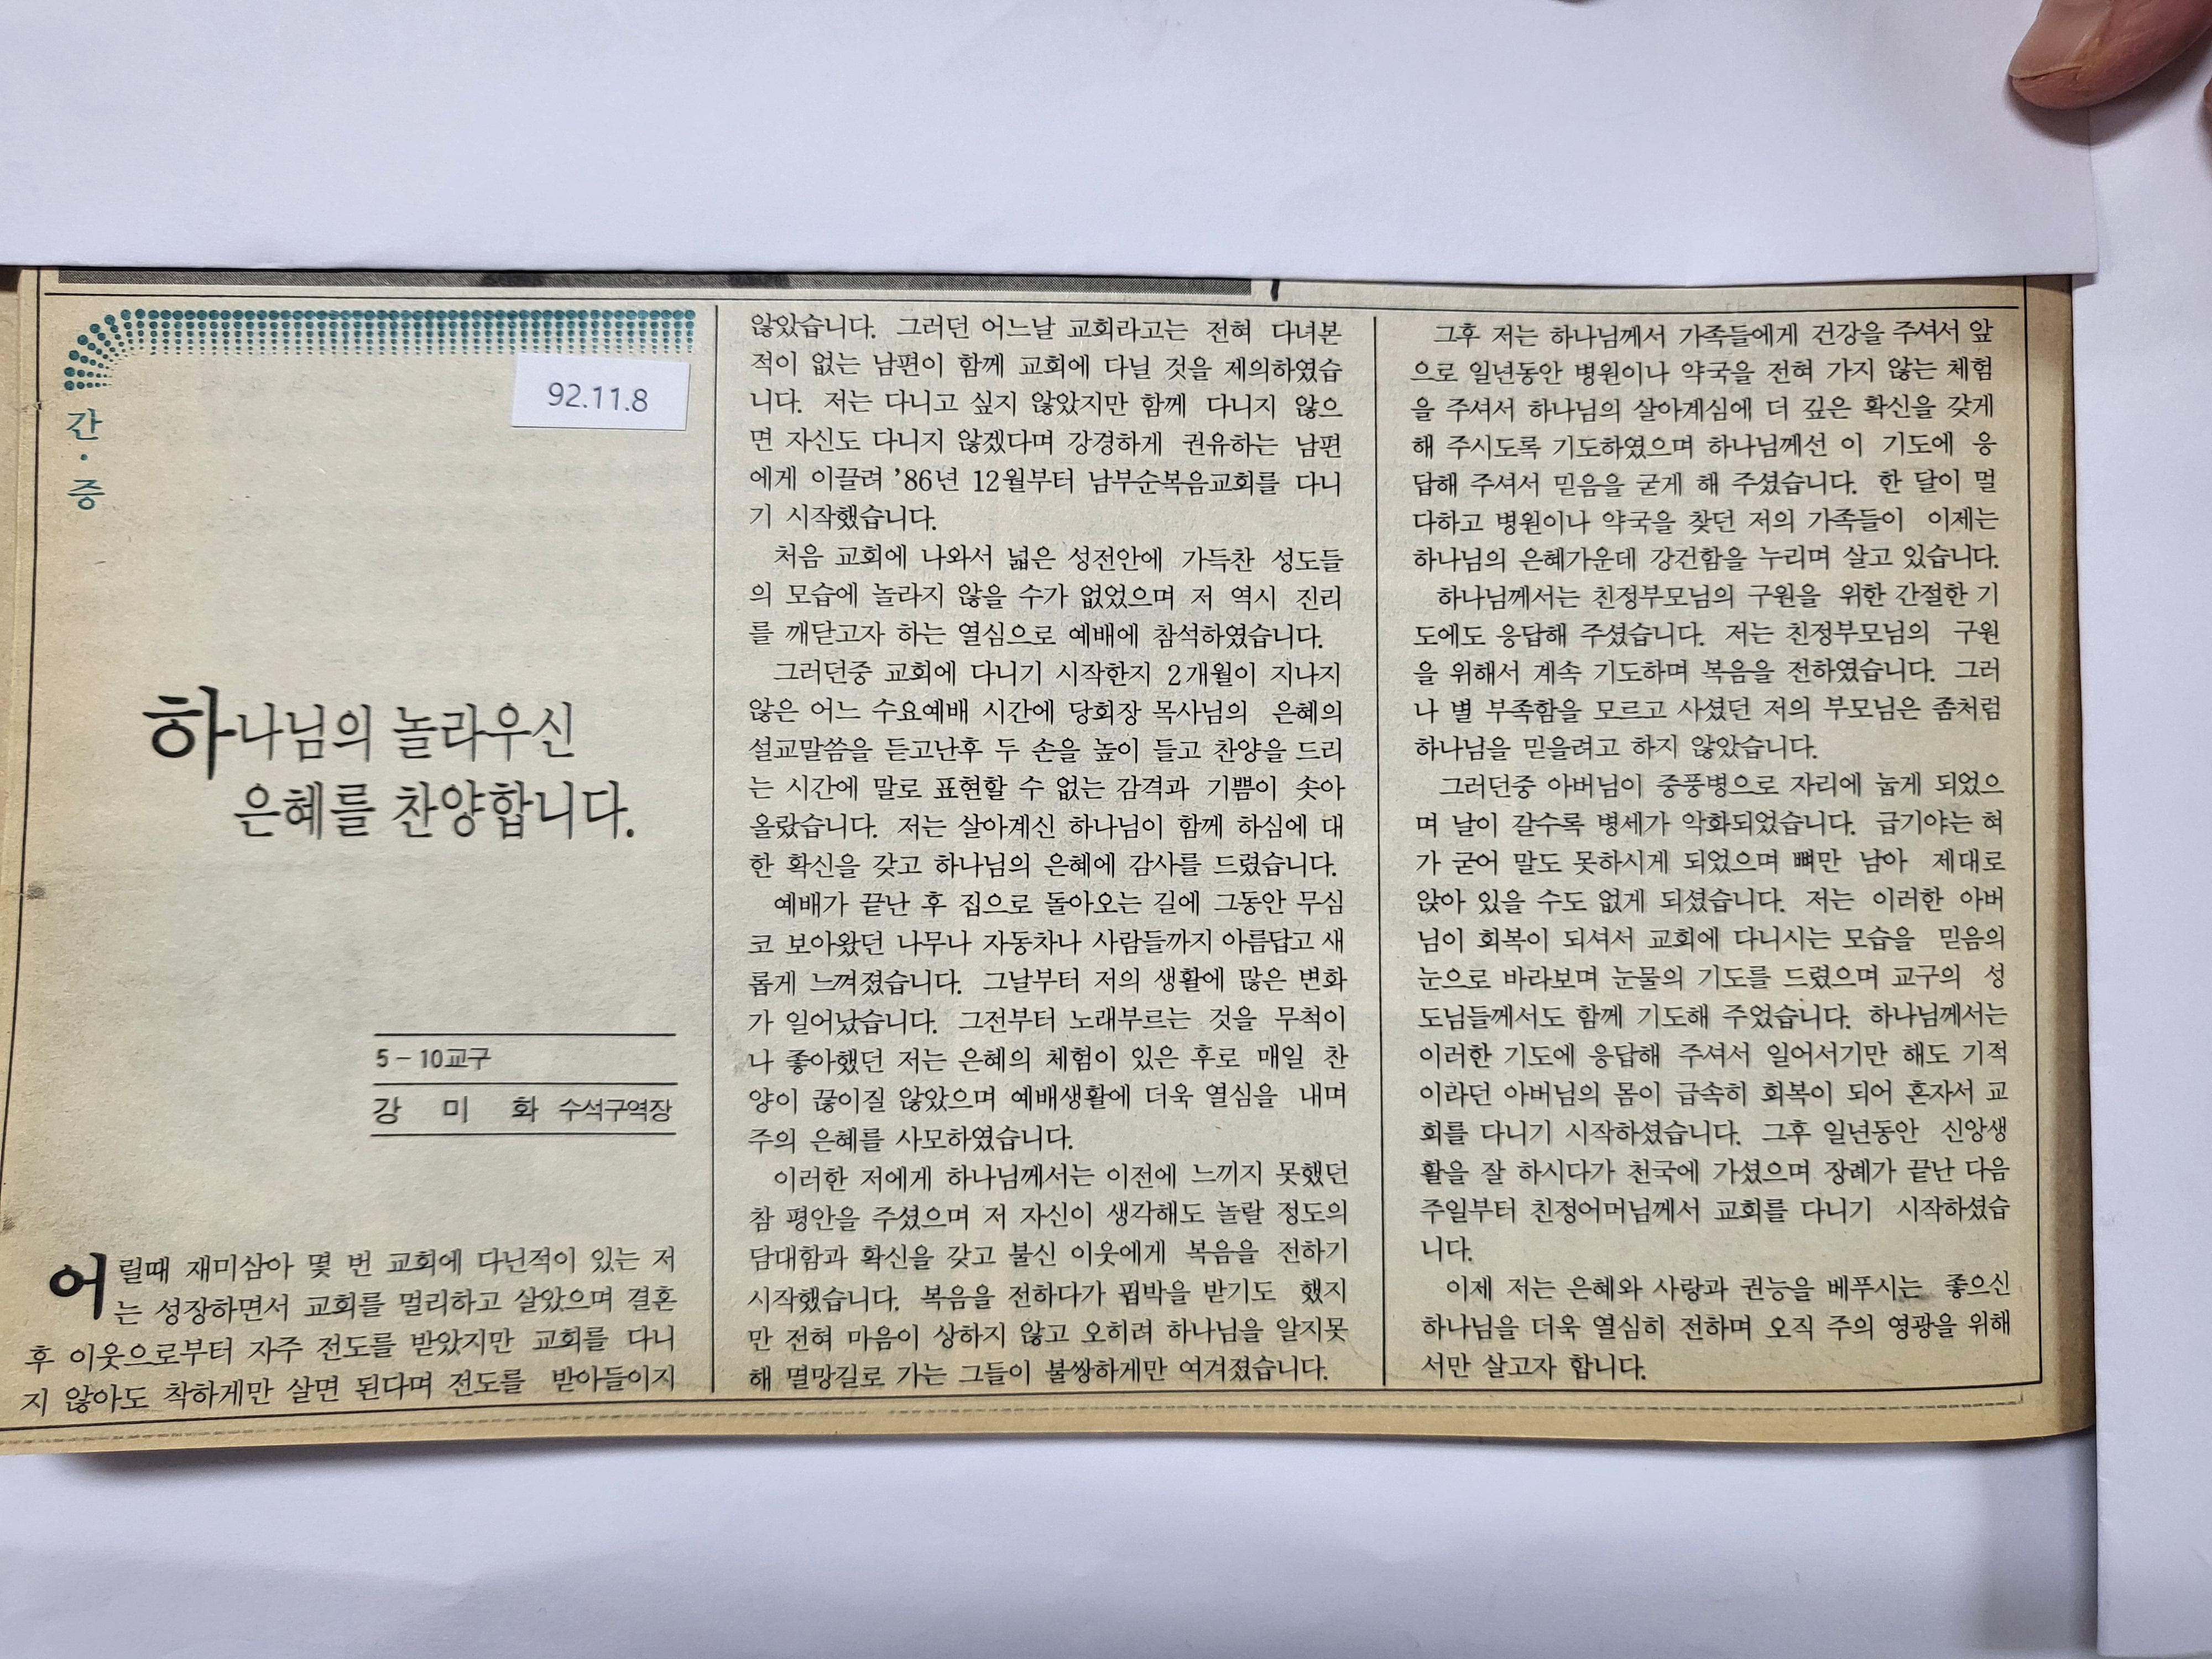 92.11.8
간·증
하나님의 놀라우신
은혜를 찬양합니다.
5-10교구
강 미 화 수석구역장
어릴때 재미삼아 몇 번 교회에 다닌적이 있는 저
는 성장하면서 교회를 멀리하고 살았으며 결혼
후 이웃으로부터 자주 전도를 받았지만 교회를 다니
지 않아도 착하게만 살면 된다며 전도를 받아들이지
않았습니다. 그러던 어느날 교회라고는 전혀 다녀본
적이 없는 남편이 함께 교회에 다닐 것을 제의하였습
니다. 저는 다니고 싶지 않았지만 함께 다니지 않으
면 자신도 다니지 않겠다며 강경하게 권유하는 남편
에게 이끌려 '86년 12월부터 남부순복음교회를 다니
기 시작했습니다.
처음 교회에 나와서 넓은 성전안에 가득찬 성도들
의 모습에 놀라지 않을 수가 없었으며 저 역시 진리
를 깨닫고자 하는 열심으로 예배에 참석하였습니다.
그러던중 교회에 다니기 시작한지 2개월이 지나지
않은 어느 수요예배 시간에 당회장 목사님의 은혜의
설교말씀을 듣고난후 두 손을 높이 들고 찬양을 드리
는 시간에 말로 표현할 수 없는 감격과 기쁨이 솟아
올랐습니다. 저는 살아계신 하나님이 함께 하심에 대
한 확신을 갖고 하나님의 은혜에 감사를 드렸습니다.
예배가 끝난 후 집으로 돌아오는 길에 그동안 무심
코 보아왔던 나무나 자동차나 사람들까지 아름답고 새
롭게 느껴졌습니다. 그날부터 저의 생활에 많은 변화
가 일어났습니다. 그전부터 노래부르는 것을 무척이
나 좋아했던 저는 은혜의 체험이 있은 후로 매일 찬
양이 끊이질 않았으며 예배생활에 더욱 열심을 내며
주의 은혜를 사모하였습니다.
이러한 저에게 하나님께서는 이전에 느끼지 못했던
참 평안을 주셨으며 저 자신이 생각해도 놀랄 정도의
담대함과 확신을 갖고 불신 이웃에게 복음을 전하기
시작했습니다. 복음을 전하다가 핍박을 받기도 했지
만 전혀 마음이 상하지 않고 오히려 하나님을 알지못
해 멸망길로 가는 그들이 불쌍하게만 여겨졌습니다.
그후 저는 하나님께서 가족들에게 건강을 주셔서 앞
으로 일년동안 병원이나 약국을 전혀 가지 않는 체험
을 주셔서 하나님의 살아계심에 더 깊은 확신을 갖게
해 주시도록 기도하였으며 하나님께선 이 기도에 응
답해 주셔서 믿음을 굳게 해 주셨습니다. 한 달이 멀
다하고 병원이나 약국을 찾던 저의 가족들이 이제는
하나님의 은혜가운데 강건함을 누리며 살고 있습니다.
하나님께서는 친정부모님의 구원을 위한 간절한 기
도에도 응답해 주셨습니다. 저는 친정부모님의 구원
을 위해서 계속 기도하며 복음을 전하였습니다. 그러
나 별 부족함을 모르고 사셨던 저의 부모님은 좀처럼
하나님을 믿을려고 하지 않았습니다.
그러던중 아버님이 중풍병으로 자리에 눕게 되었으
며 날이 갈수록 병세가 악화되었습니다. 급기야는 혀
가 굳어 말도 못하시게 되었으며 뼈만 남아 제대로
앉아 있을 수도 없게 되셨습니다. 저는 이러한 아버
님이 회복이 되셔서 교회에 다니시는 모습을 믿음의
눈으로 바라보며 눈물의 기도를 드렸으며 교구의 성
도님들께서도 함께 기도해 주었습니다. 하나님께서는
이러한 기도에 응답해 주셔서 일어서기만 해도 기적
이라던 아버님의 몸이 급속히 회복이 되어 혼자서 교
회를 다니기 시작하셨습니다. 그후 일년동안 신앙생
활을 잘 하시다가 천국에 가셨으며 장례가 끝난 다음
주일부터 친정어머님께서 교회를 다니기 시작하셨습
니다.
이제 저는 은혜와 사랑과 권능을 베푸시는 좋으신
하나님을 더욱 열심히 전하며 오직 주의 영광을 위해
서만 살고자 합니다.